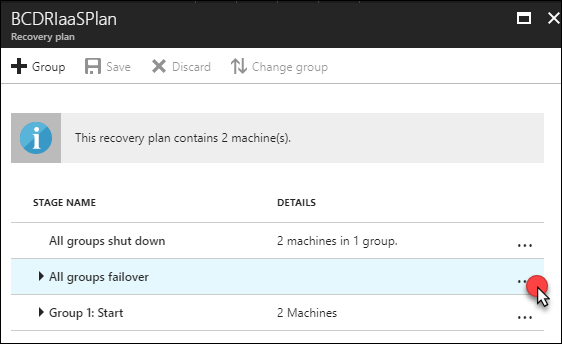 BCDRIaaSPlan
Recovery plan
Group Save Discard Change group
This recovery plan contains 2 machine(s).
STAGE NAME DETAILS
All groups shut down 2 machines in 1 group. ...
All groups failover ...
Group 1: Start 2 Machines ...